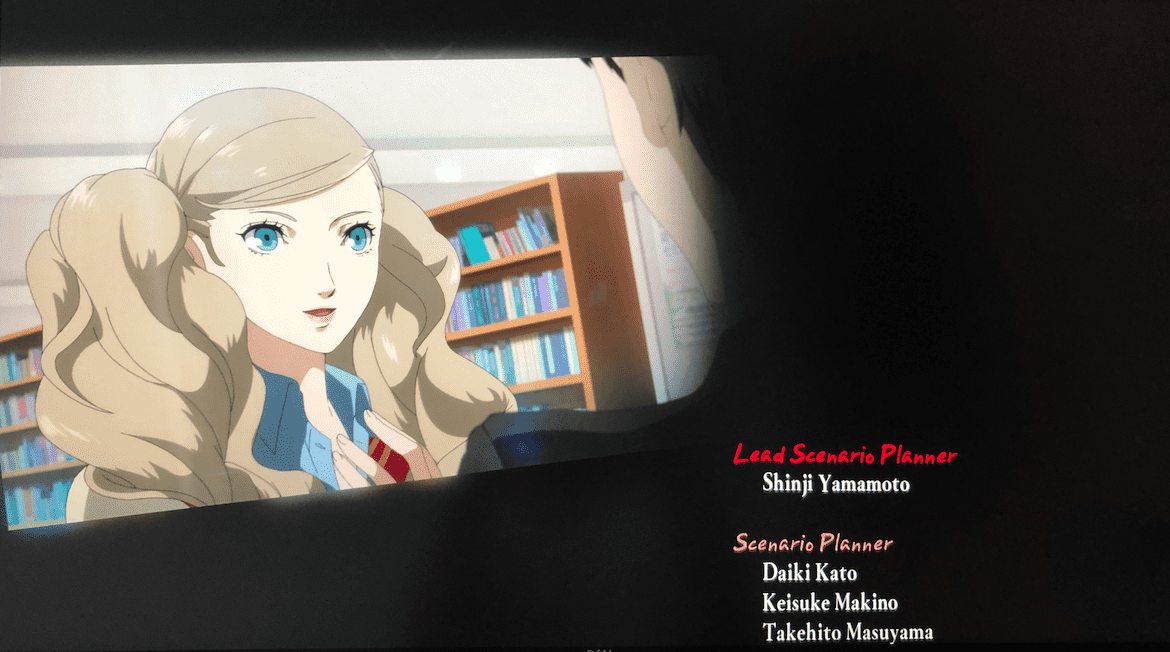 Lead Scenario Planner
Shinji Yamamoto
Scenario Planner
Daiki Kato
Keisuke Makino
Takehito Masuyama